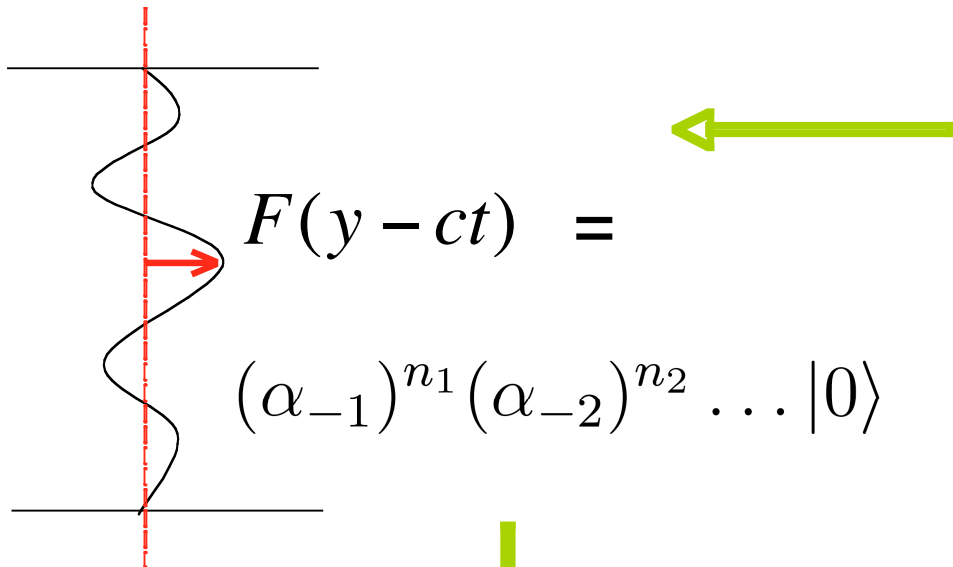 F(y − ct) =
(α₋₁)ⁿ¹(α₋₂)ⁿ² . . . |0⟩